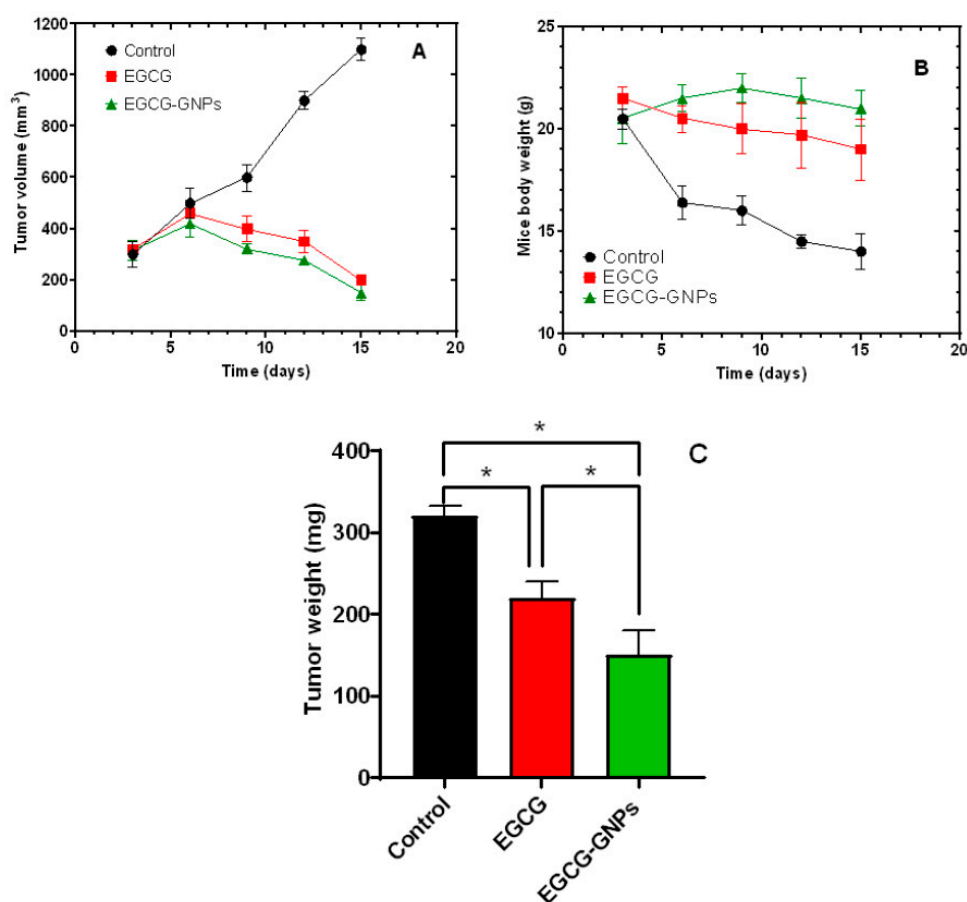 A
Control
EGCG
EGCG-GNPs
Tumor volume (mm³)
1200
1000
800
600
400
200
0
0 5 10 15 20
Time (days)
B
Mice body weight (g)
25
20
15
10
Control
EGCG
EGCG-GNPs
0 5 10 15 20
Time (days)
C
* 
* *
Tumor weight (mg)
400
300
200
100
0
Control
EGCG
EGCG-GNPs